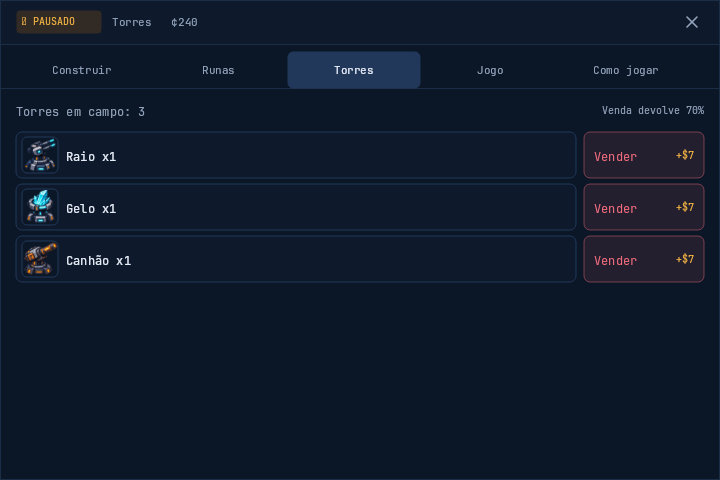 PAUSADO Torres ¢240
Construir Runas Torres Jogo Como jogar
Torres em campo: 3 Venda devolve 70%
Raio x1 Vender +$7
Gelo x1 Vender +$7
Canhão x1 Vender +$7